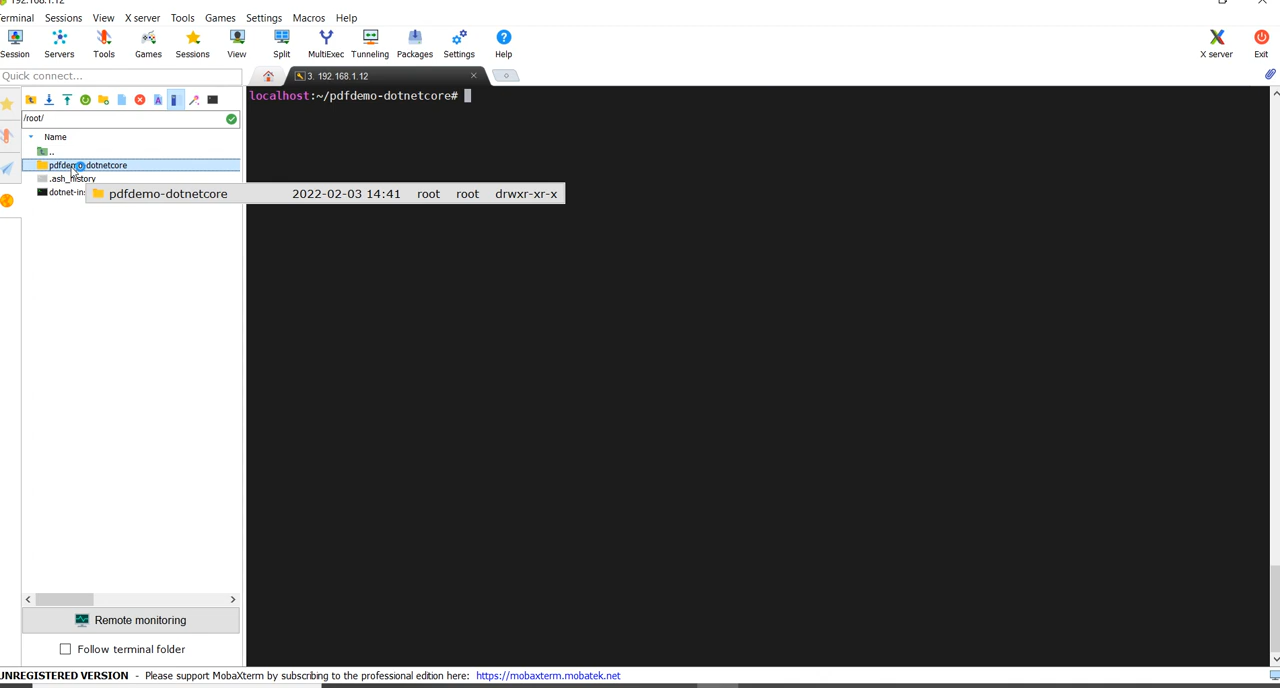 192.168.1.12
erminal Sessions View X server Tools Games Settings Macros Help
Session Servers Tools Games Sessions View Split MultiExec Tunneling Packages Settings Help X server Exit
Quick connect...
3. 192.168.1.12
/root/
localhost:~/pdfdemo-dotnetcore#
Name
..
pdfdemo-dotnetcore
.ash_history
dotnet-ins
pdfdemo-dotnetcore 2022-02-03 14:41 root root drwxr-xr-x
Remote monitoring
Follow terminal folder
UNREGISTERED VERSION - Please support MobaXterm by subscribing to the professional edition here: https://mobaxterm.mobatek.net